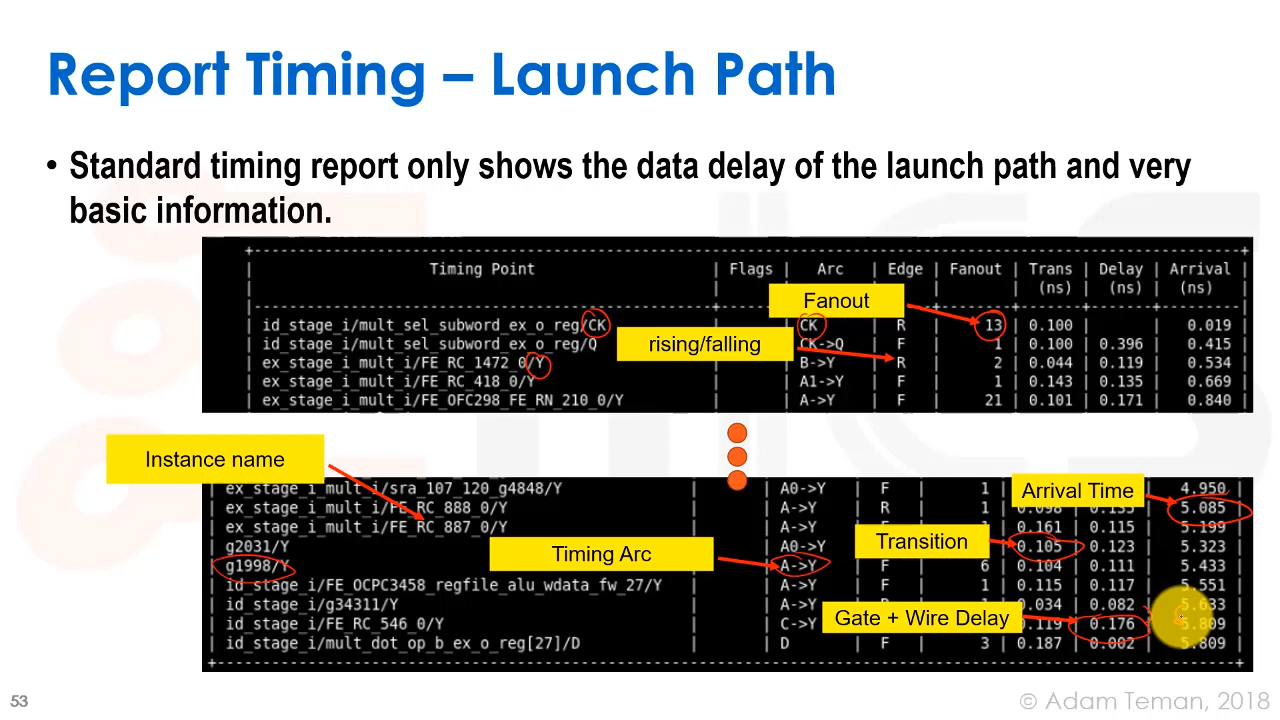 Report Timing – Launch Path
• Standard timing report only shows the data delay of the launch path and very
basic information.
Timing Point | Flags | Arc | Edge | Fanout | Trans | Delay | Arrival
(ns) | (ns) | (ns)
Fanout
id_stage_i/mult_sel_subword_ex_o_reg/CK | CK | R | 13 | 0.100 | | 0.019
id_stage_i/mult_sel_subword_ex_o_reg/Q | CK->Q | F | 1 | 0.100 | 0.396 | 0.415
rising/falling
ex_stage_i_mult_i/FE_RC_1472_0/Y | B->Y | R | 2 | 0.044 | 0.119 | 0.534
ex_stage_i_mult_i/FE_RC_418_0/Y | A1->Y | F | 1 | 0.143 | 0.135 | 0.669
ex_stage_i_mult_i/FE_OFC298_FE_RN_210_0/Y | A->Y | F | 21 | 0.101 | 0.171 | 0.840
Instance name
ex_stage_i_mult_i/sra_107_120_g4848/Y | A0->Y | F | 1 | 4.950
Arrival Time
ex_stage_i_mult_i/FE_RC_888_0/Y | A->Y | R | 1 | 5.085
ex_stage_i_mult_i/FE_RC_887_0/Y | A->Y | 0.161 | 0.115 | 5.199
Transition
g2031/Y | A0->Y | 0.105 | 0.123 | 5.323
Timing Arc
g1998/Y | A->Y | F | 6 | 0.104 | 0.111 | 5.433
id_stage_i/FE_OCPC3458_regfile_alu_wdata_fw_27/Y | A->Y | F | 1 | 0.115 | 0.117 | 5.551
id_stage_i/g34311/Y | A->Y | 0.034 | 0.082 | 5.633
Gate + Wire Delay
id_stage_i/FE_RC_546_0/Y | C->Y | 0.119 | 0.176 | 5.809
id_stage_i/mult_dot_op_b_ex_o_reg[27]/D | D | F | 3 | 0.187 | 0.002 | 5.809
53
© Adam Teman, 2018